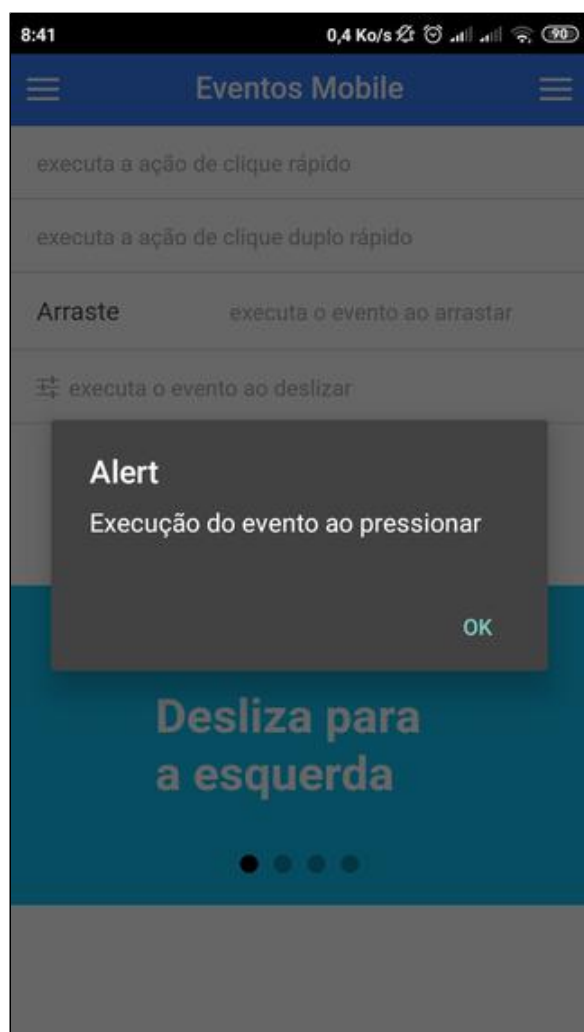 8:41 0,4 Ko/s 90
Eventos Mobile
executa a ação de clique rápido
executa a ação de clique duplo rápido
Arraste executa o evento ao arrastar
executa o evento ao deslizar
Alert
Execução do evento ao pressionar
OK
Desliza para
a esquerda